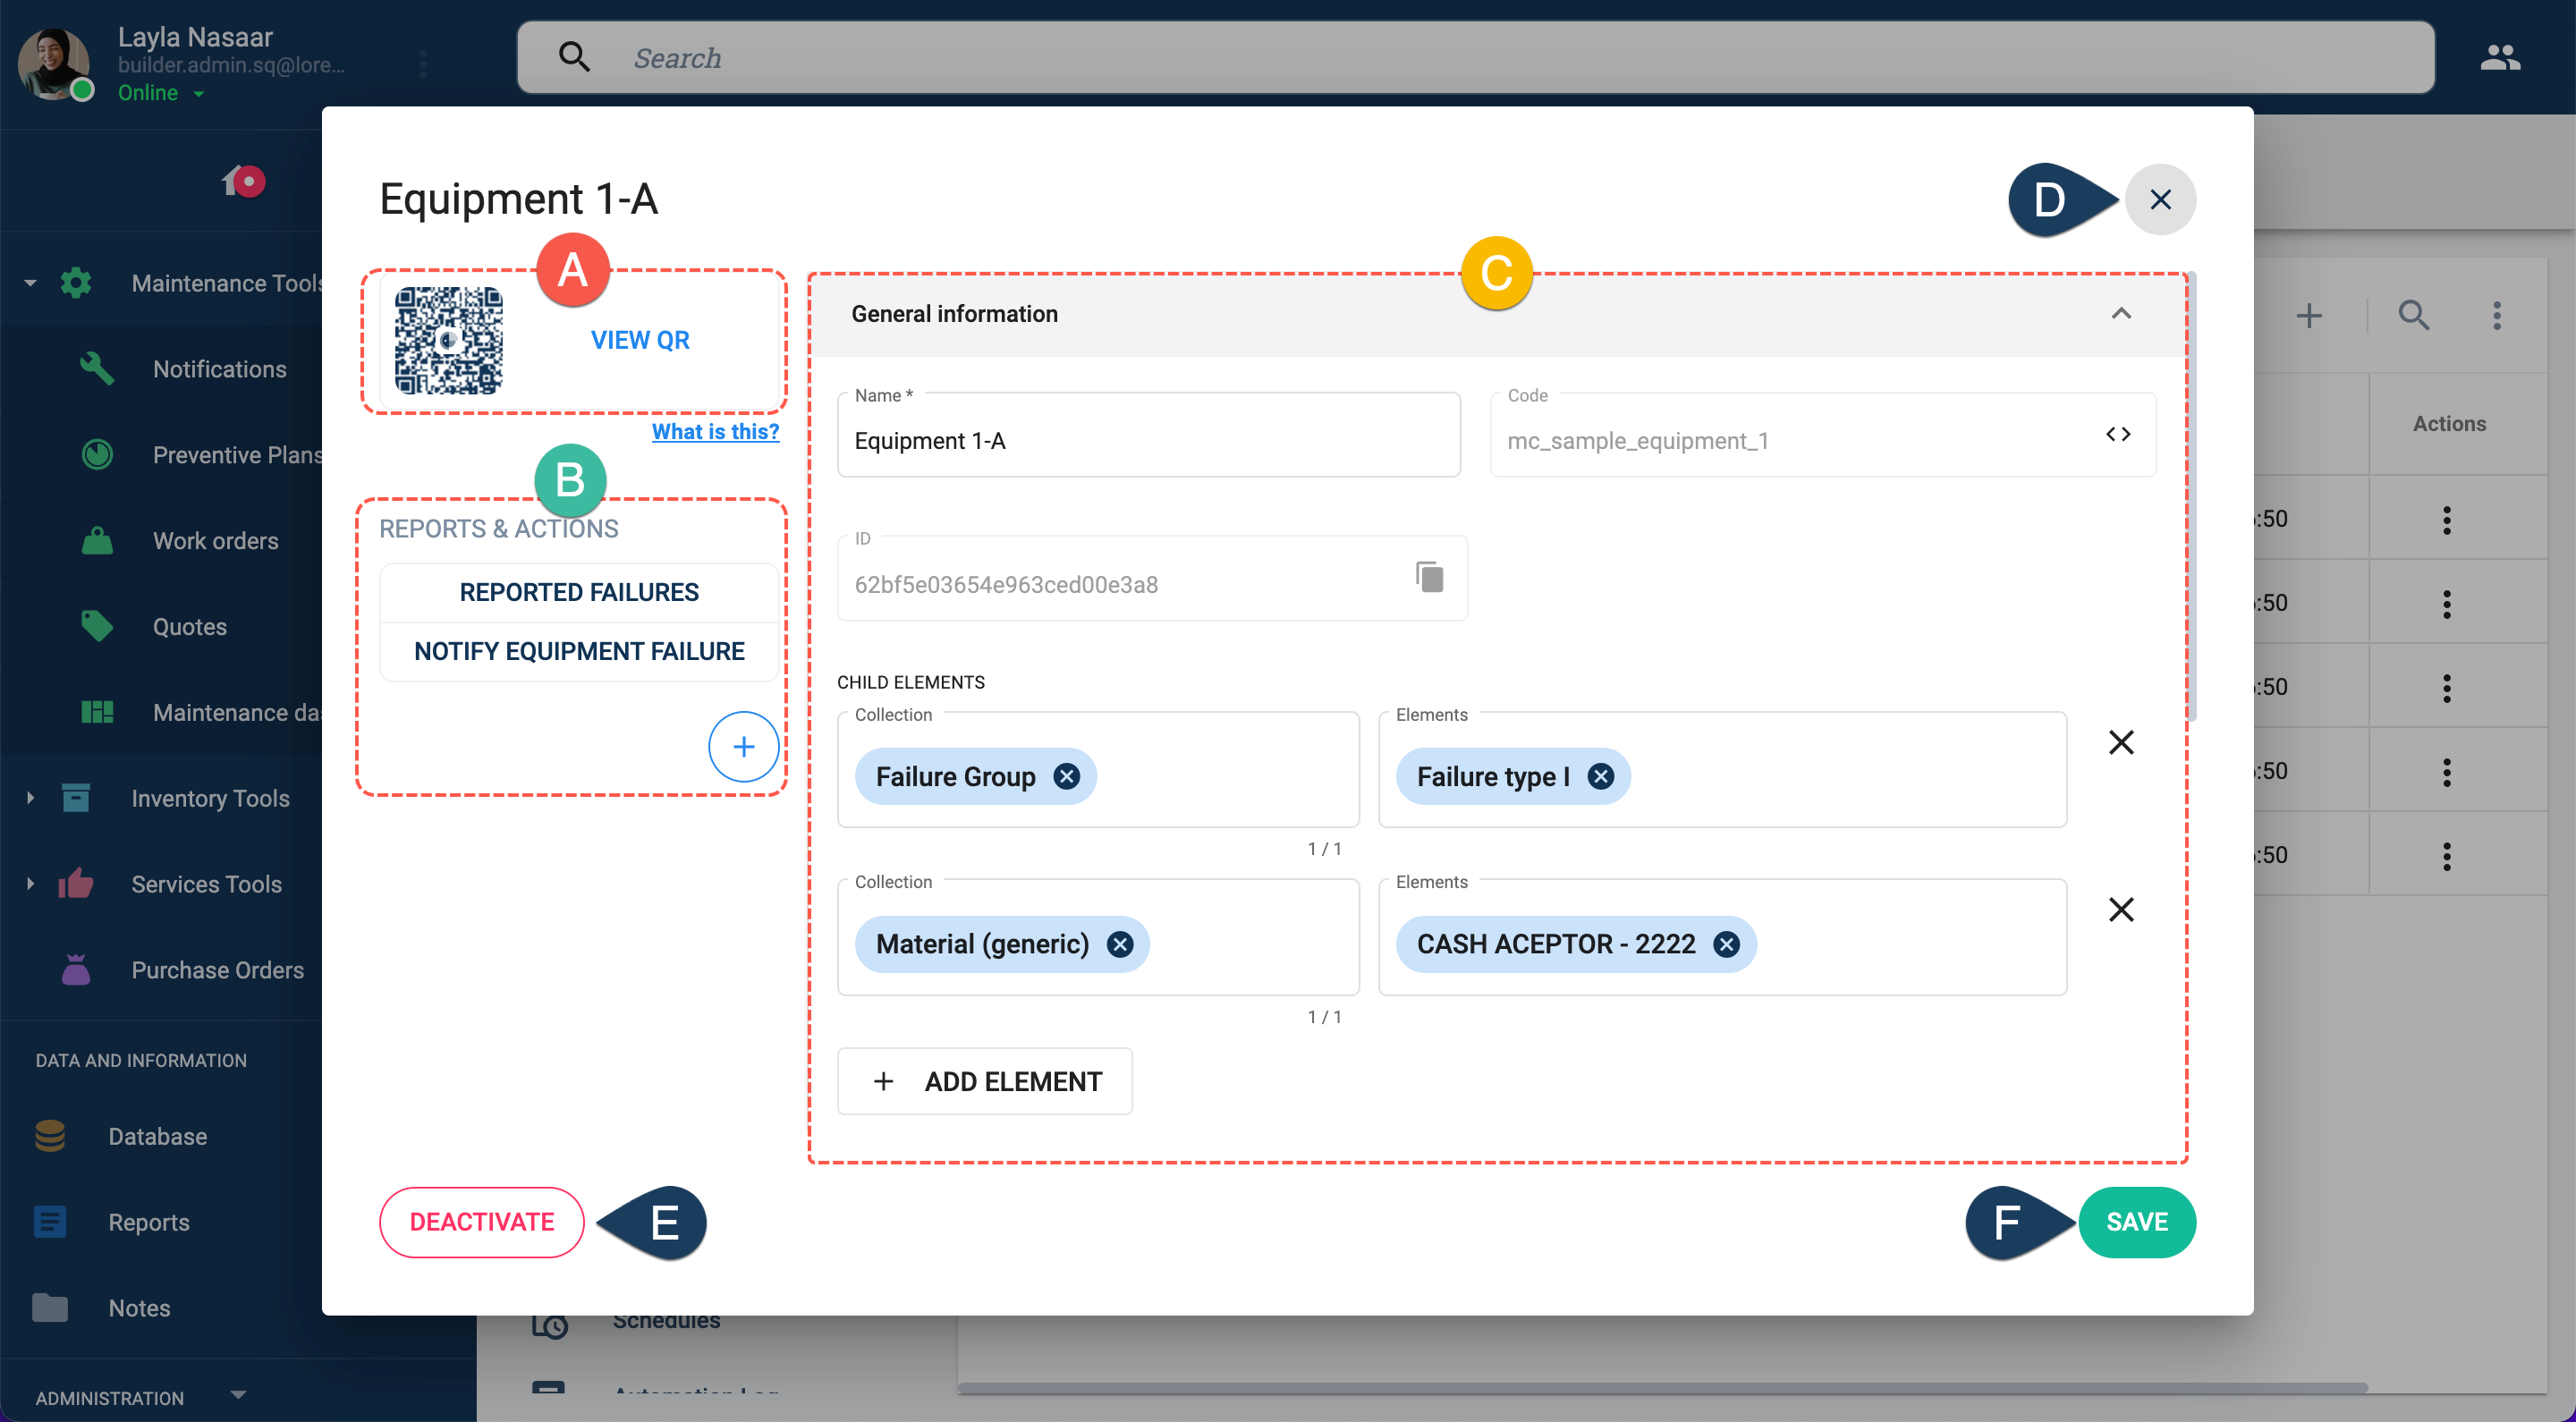 Layla Nasaar
builder.admin.sq@lore...
Online
Search
Maintenance Tools
Notifications
Preventive Plans
Work orders
Quotes
Maintenance das
Inventory Tools
Services Tools
Purchase Orders
DATA AND INFORMATION
Database
Reports
Notes
ADMINISTRATION
Equipment 1-A
D
A
VIEW QR
What is this?
B
REPORTS & ACTIONS
REPORTED FAILURES
NOTIFY EQUIPMENT FAILURE
C
General information
Name *
Equipment 1-A
Code
mc_sample_equipment_1
ID
62bf5e03654e963ced00e3a8
CHILD ELEMENTS
Collection
Failure Group
Elements
Failure type I
1 / 1
Collection
Material (generic)
Elements
CASH ACEPTOR - 2222
1 / 1
ADD ELEMENT
DEACTIVATE
E
F
SAVE
Actions
:50
:50
:50
:50
:50
Schedules